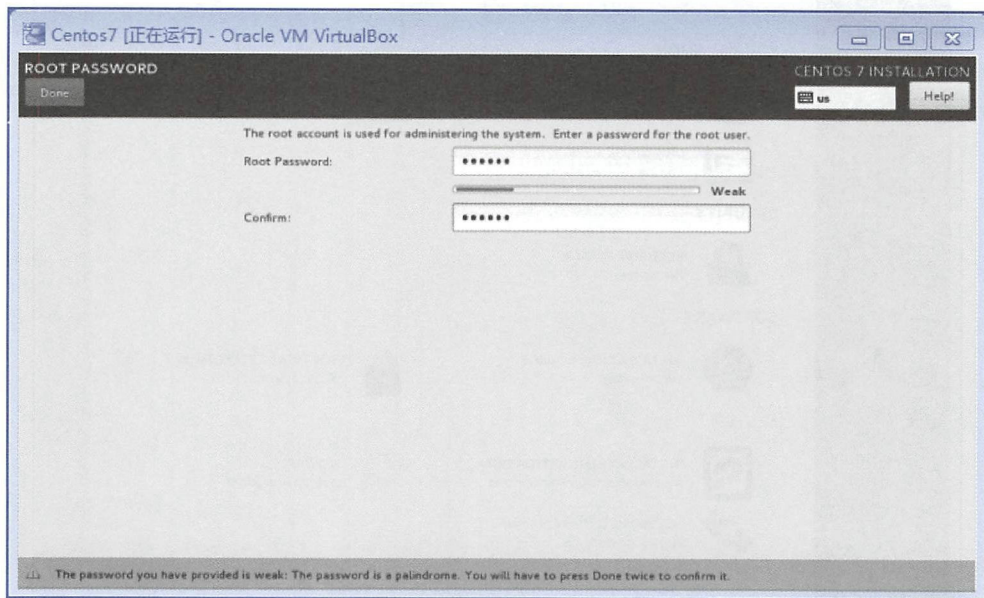 Centos7 [正在运行] - Oracle VM VirtualBox
ROOT PASSWORD
CENTOS 7 INSTALLATION
Done
us
Help!
The root account is used for administering the system. Enter a password for the root user.
Root Password:
••••••
Weak
Confirm:
••••••
The password you have provided is weak: The password is a palindrome. You will have to press Done twice to confirm it.